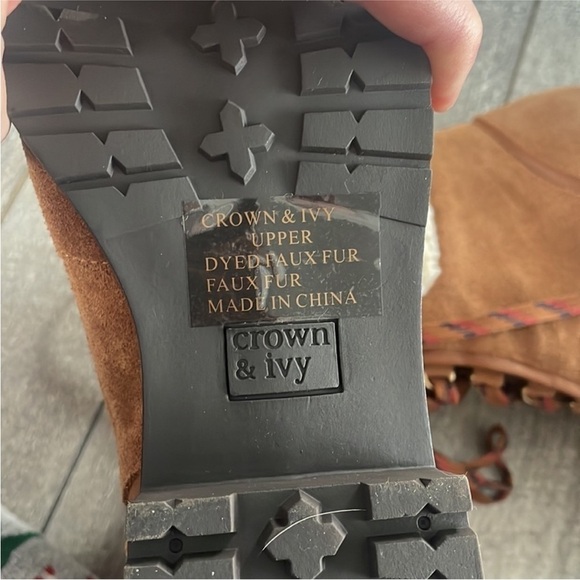 CROWN & IVY
UPPER
DYED FAUX FUR
FAUX FUR
MADE IN CHINA
crown
& ivy